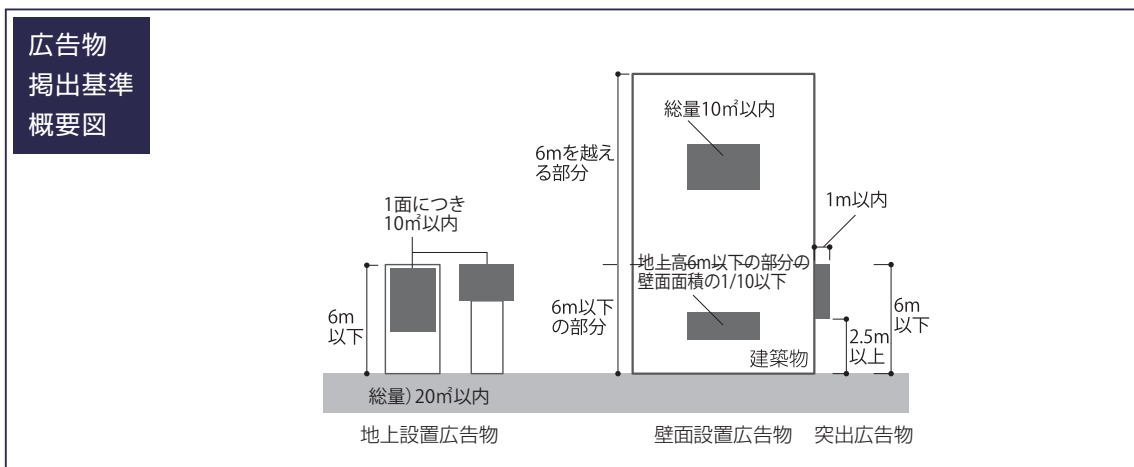 広告物
掲出基準
概要図
総量10㎡以内
6mを越え
る部分
1面につき
10㎡以内
1m以内
地上高6m以下の部分の
壁面面積の1/10以下
6m
以下
6m以下
の部分
2.5m
以上
6m
以下
建築物
総量）20㎡以内
地上設置広告物
壁面設置広告物
突出広告物